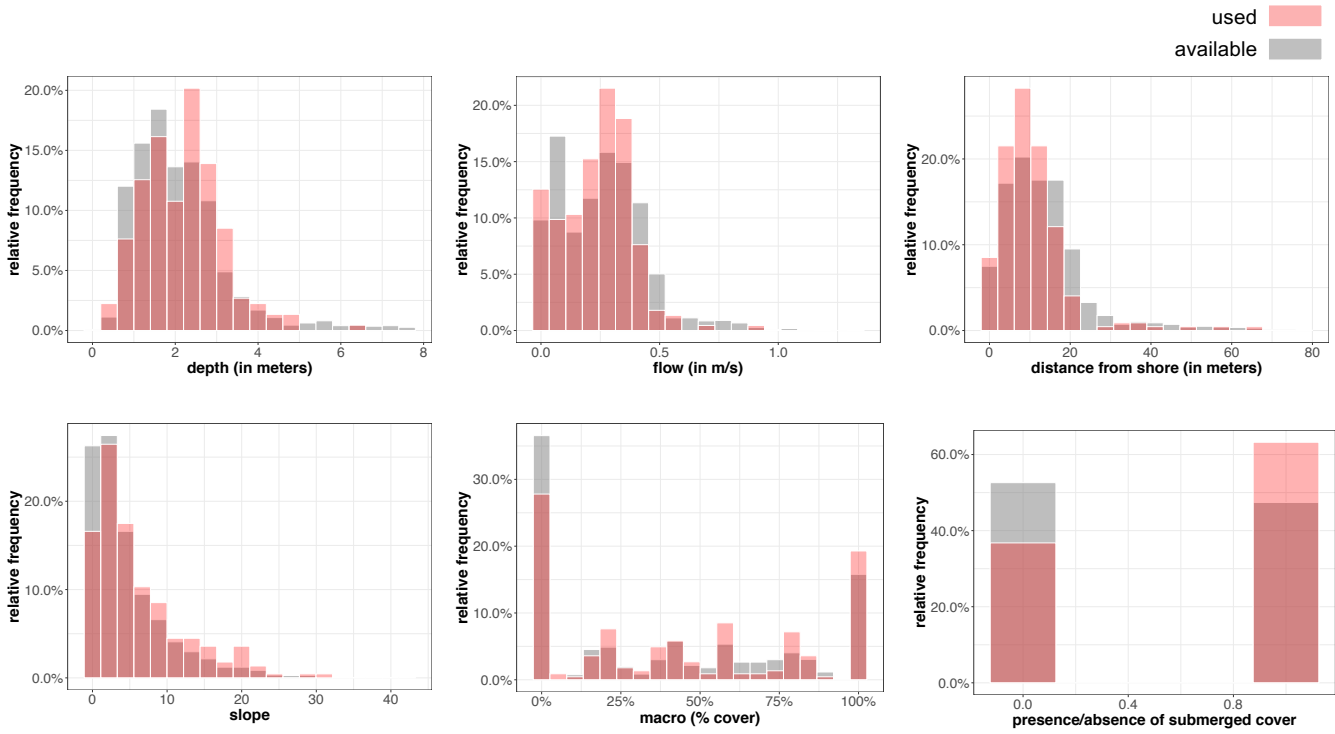 used
available
relative frequency
20.0%
15.0%
10.0%
5.0%
0.0%
0 2 4 6 8
depth (in meters)
relative frequency
20.0%
15.0%
10.0%
5.0%
0.0%
0.0 0.5 1.0
flow (in m/s)
relative frequency
20.0%
10.0%
0.0%
0 20 40 60 80
distance from shore (in meters)
relative frequency
20.0%
10.0%
0.0%
0 10 20 30 40
slope
relative frequency
30.0%
20.0%
10.0%
0.0%
0% 25% 50% 75% 100%
macro (% cover)
relative frequency
60.0%
40.0%
20.0%
0.0%
0.0 0.4 0.8
presence/absence of submerged cover